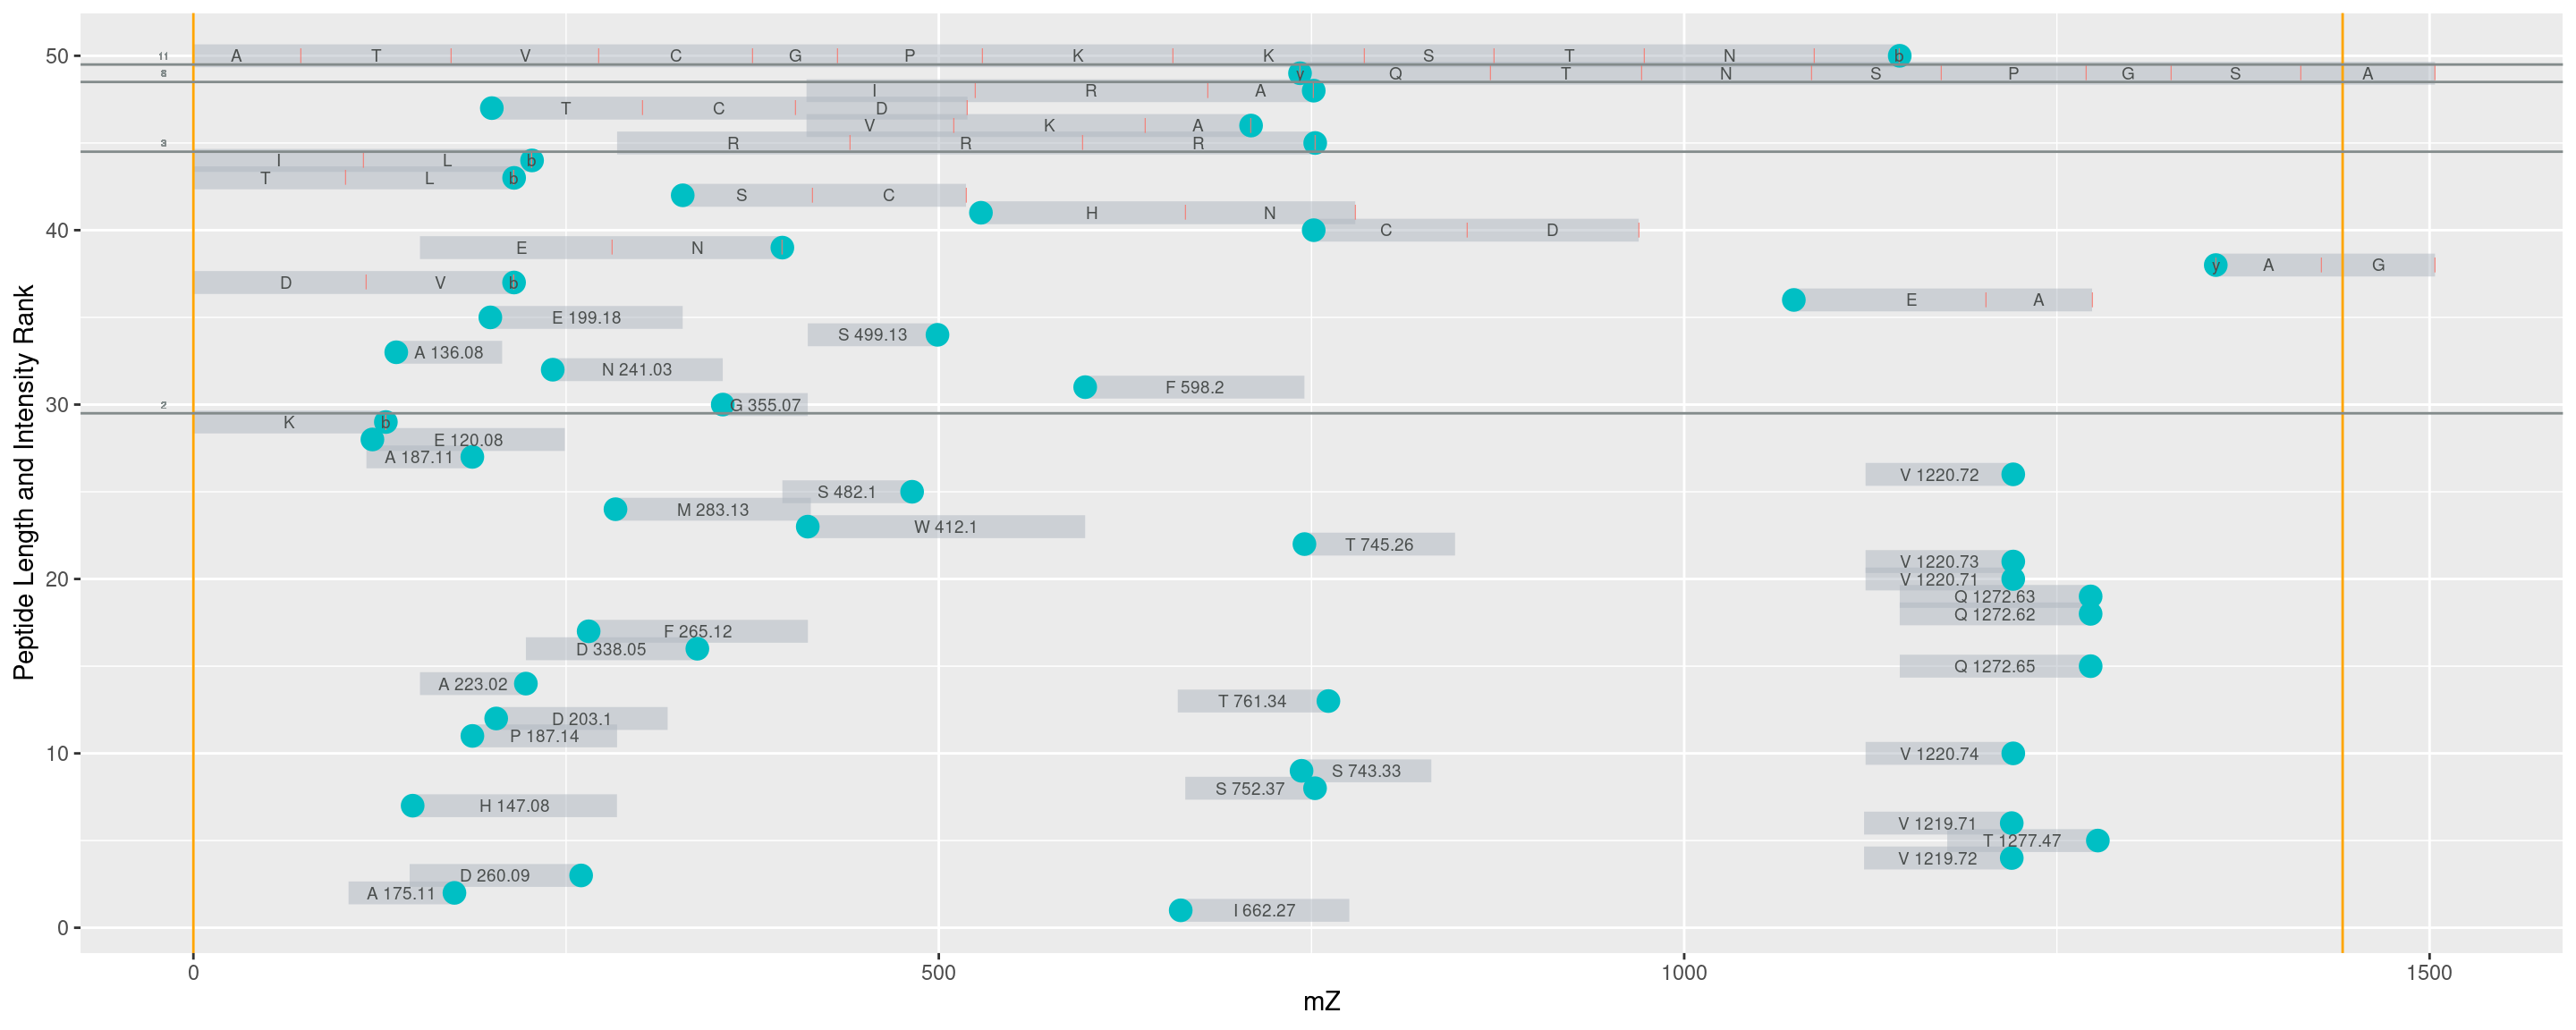 50
11
A T V C G P K K S T N b
8
y Q T N S P G S A
I R A
T C D
V K A
3
R R R
I L b
T L b
S C
H N
40
C D
E N
y A G
D V b
E A
E 199.18
S 499.13
A 136.08
N 241.03
F 598.2
30
2
G 355.07
K b
E 120.08
A 187.11
V 1220.72
S 482.1
M 283.13
W 412.1
T 745.26
V 1220.73
20
V 1220.71
Q 1272.63
Q 1272.62
F 265.12
D 338.05
Q 1272.65
A 223.02
T 761.34
D 203.1
P 187.14
10
V 1220.74
S 743.33
S 752.37
H 147.08
V 1219.71
T 1277.47
V 1219.72
D 260.09
A 175.11
I 662.27
0
0 500 1000 1500
mZ
Peptide Length and Intensity Rank